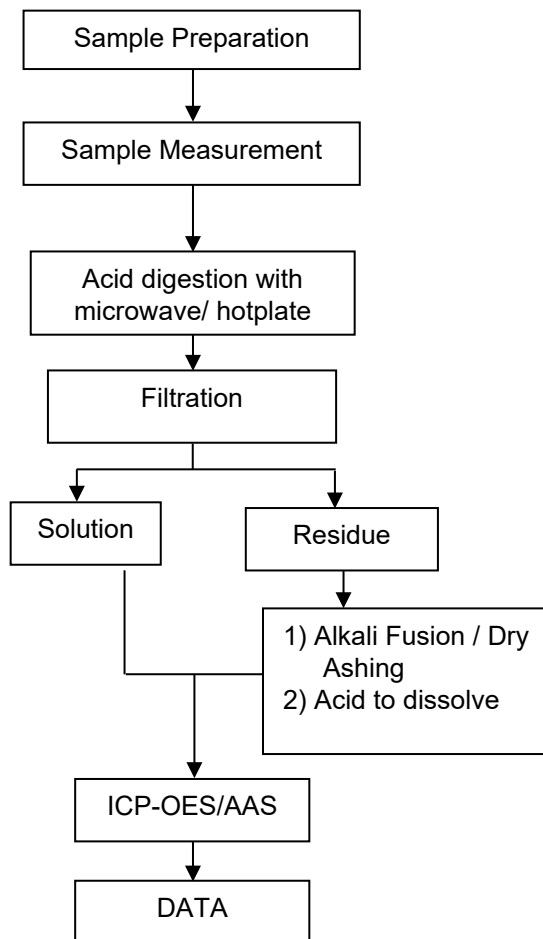 Sample Preparation
Sample Measurement
Acid digestion with
microwave/ hotplate
Filtration
Solution
Residue
1) Alkali Fusion / Dry
Ashing
2) Acid to dissolve
ICP-OES/AAS
DATA